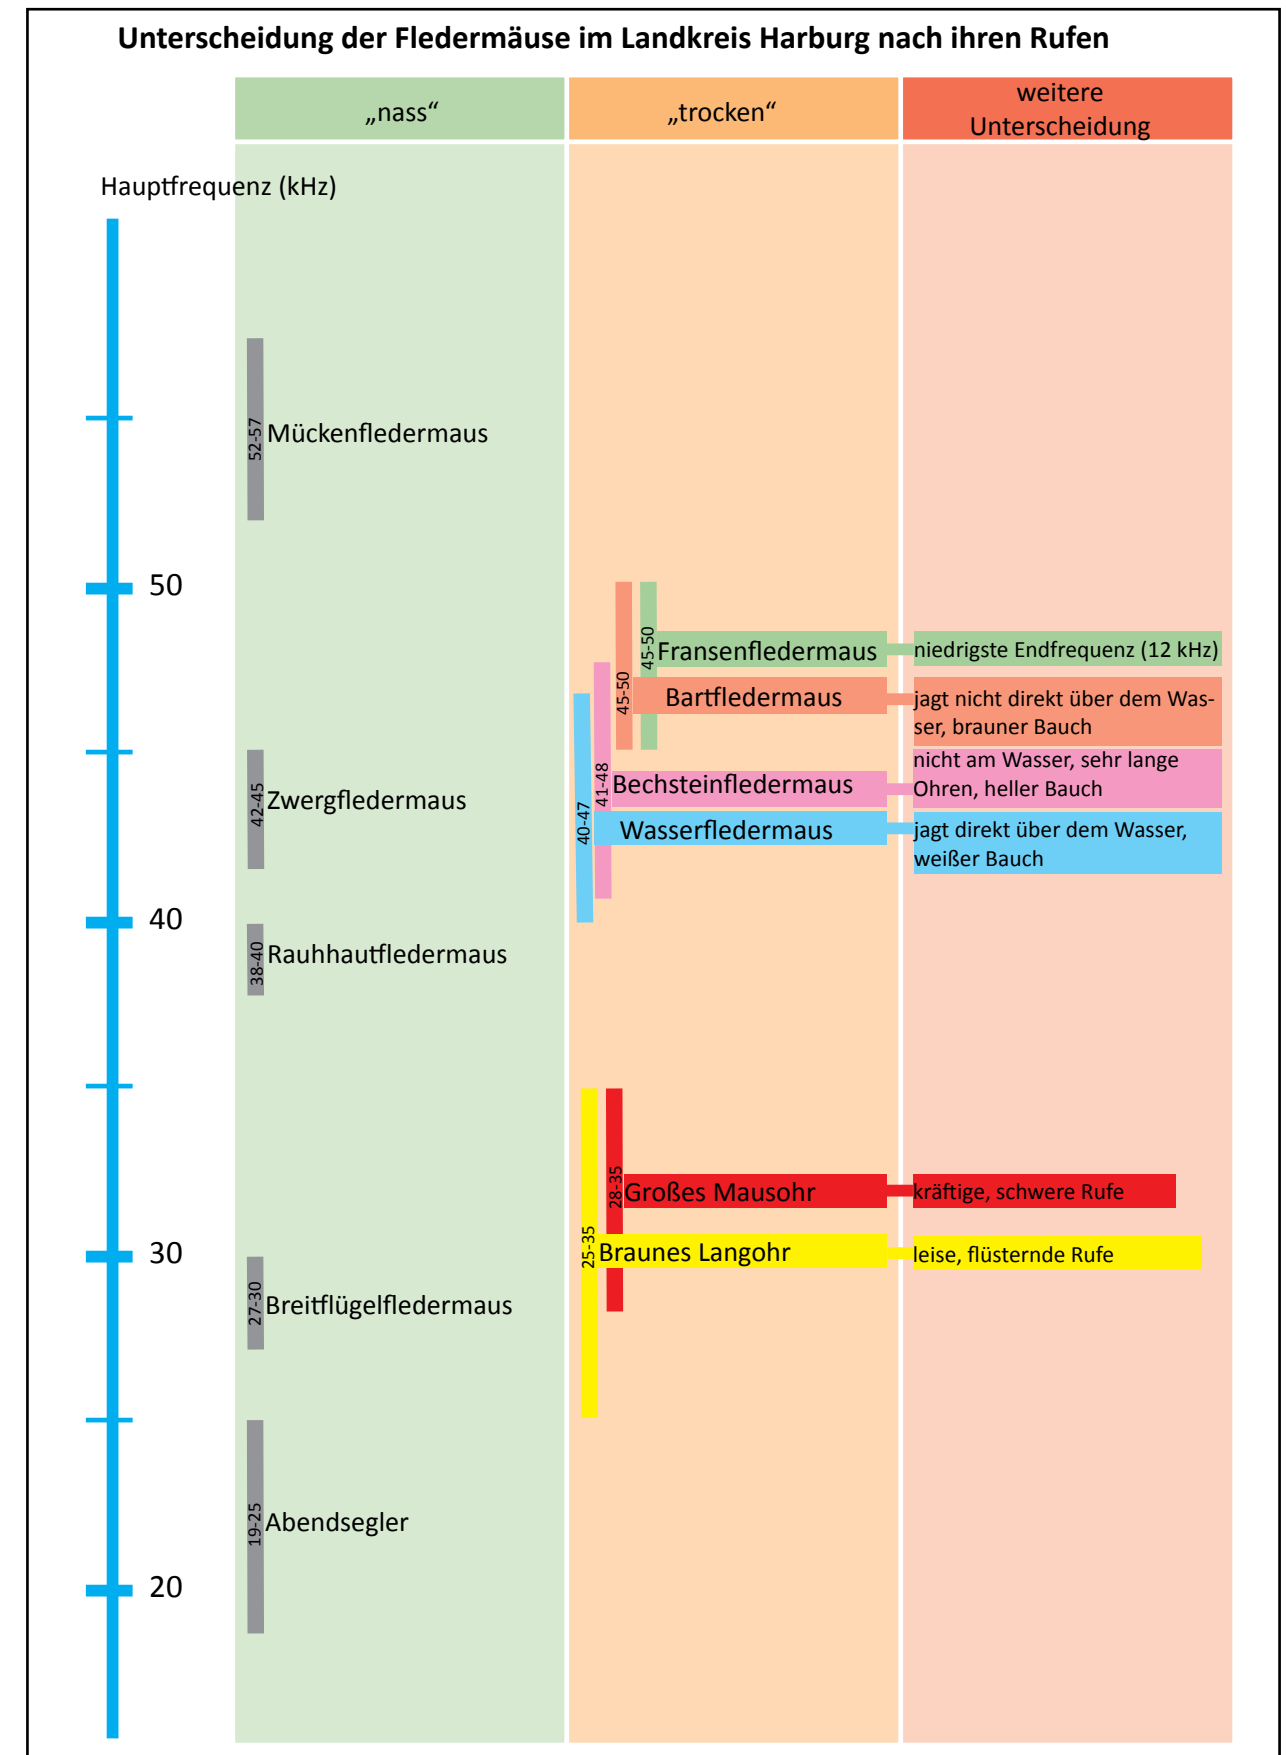 Unterscheidung der Fledermäuse im Landkreis Harburg nach ihren Rufen
„nass“
„trocken“
weitere
Unterscheidung
Hauptfrequenz (kHz)
52-57
Mückenfledermaus
50
45-50
Fransenfledermaus
niedrigste Endfrequenz (12 kHz)
45-50
Bartfledermaus
jagt nicht direkt über dem Was-
ser, brauner Bauch
41-48
Bechsteinfledermaus
nicht am Wasser, sehr lange
Ohren, heller Bauch
42-45
Zwergfledermaus
40-47
Wasserfledermaus
jagt direkt über dem Wasser,
weißer Bauch
40
38-40
Rauhhautfledermaus
28-35
Großes Mausohr
kräftige, schwere Rufe
30
25-35
Braunes Langohr
leise, flüsternde Rufe
27-30
Breitflügelfledermaus
19-25
Abendsegler
20